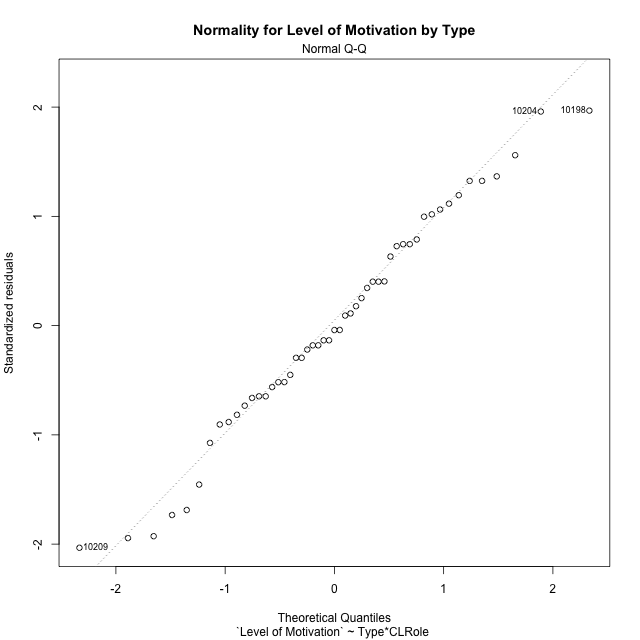 Normality for Level of Motivation by Type
Normal Q-Q
2
10204
10198
1
0
-1
-2
10209
Standardized residuals
-2 -1 0 1 2
Theoretical Quantiles
`Level of Motivation` ~ Type*CLRole